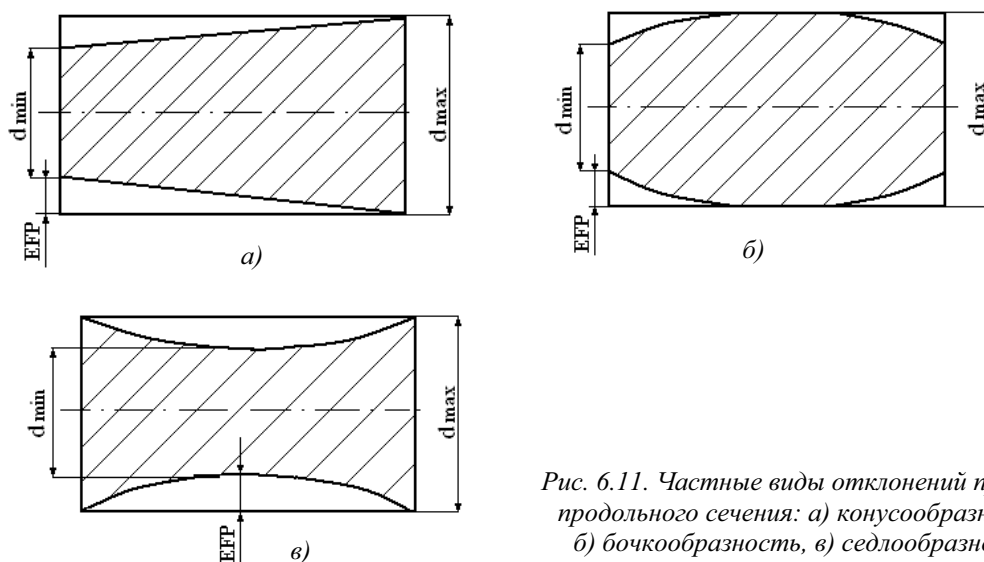 d min
d max
EFP
а)
d min
d max
EFP
б)
d min
d max
EFP
в)
Рис. 6.11. Частные виды отклонений п
продольного сечения: а) конусообразн
б) бочкообразность, в) седлообразно